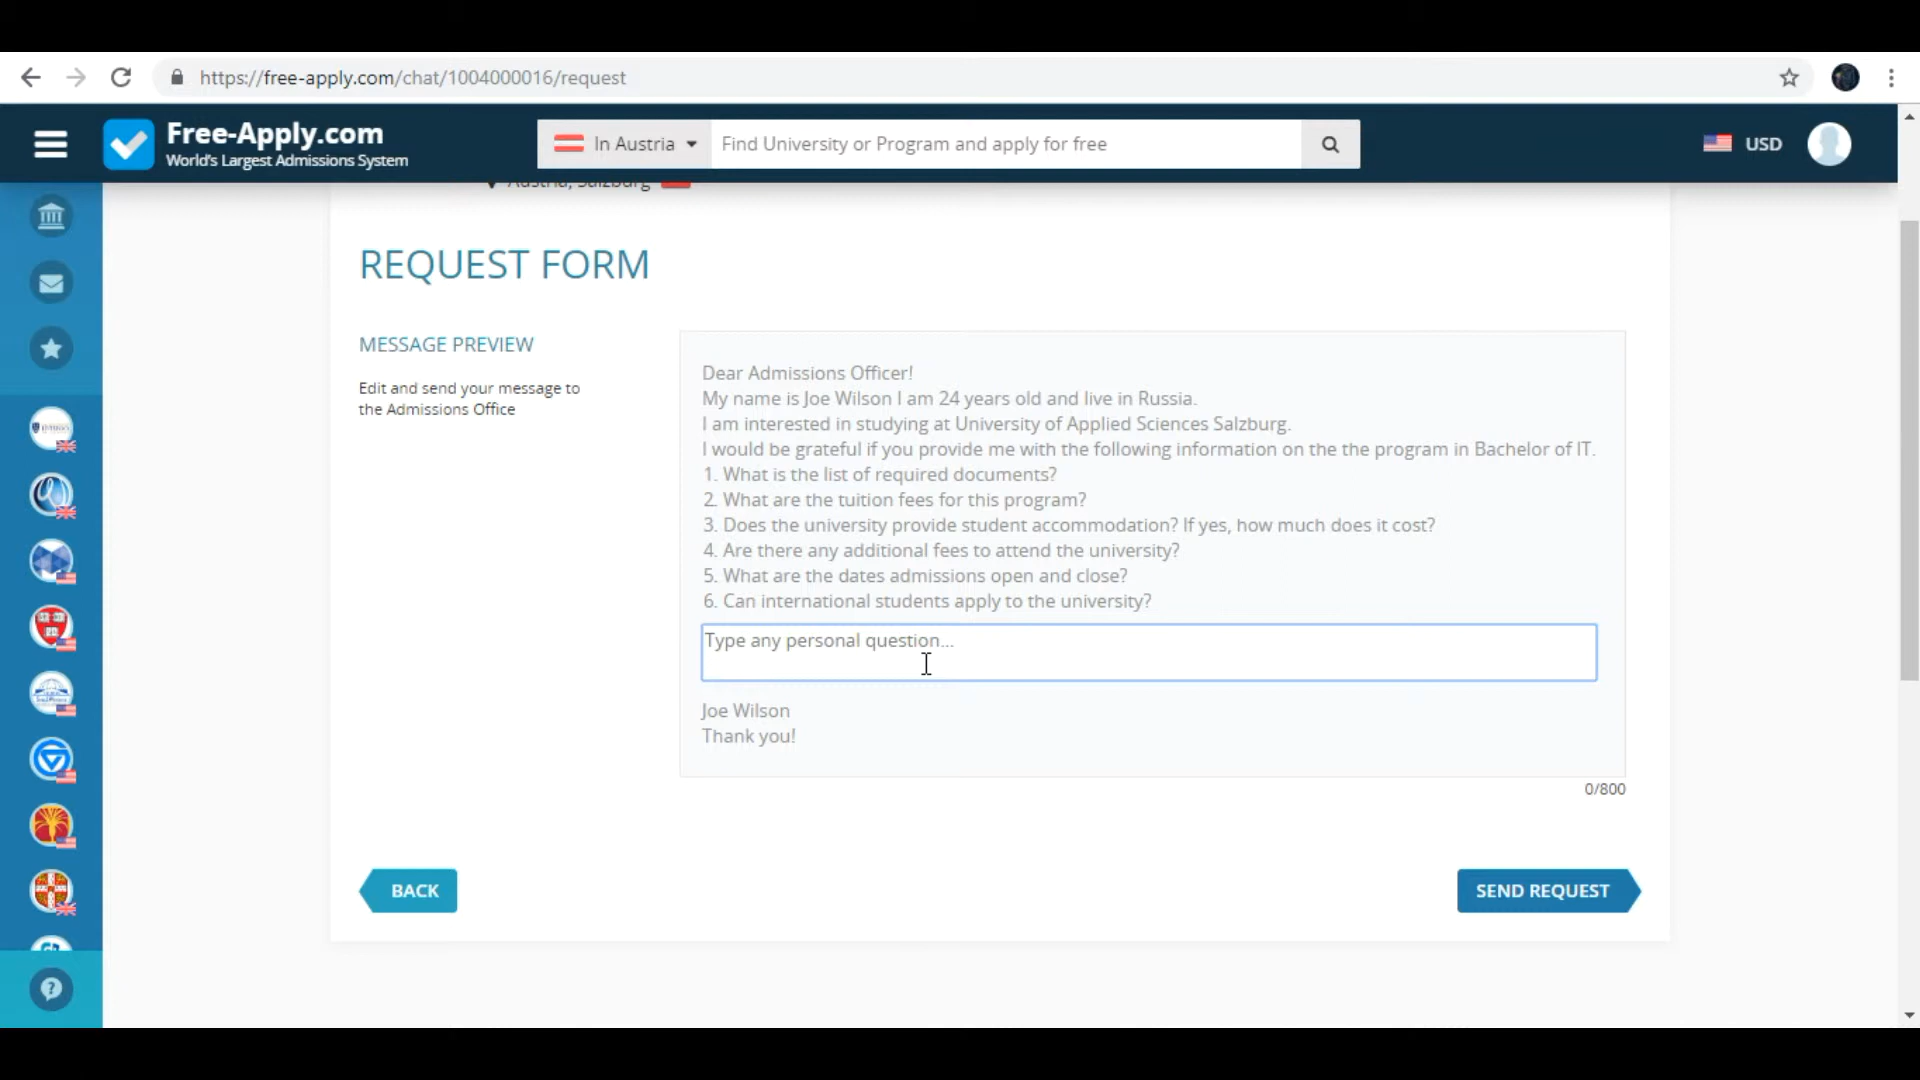 https://free-apply.com/chat/1004000016/request
Free-Apply.com
World's Largest Admissions System
In Austria
Find University or Program and apply for free
USD
Austria, Salzburg
REQUEST FORM
MESSAGE PREVIEW
Edit and send your message to
the Admissions Office
Dear Admissions Officer!
My name is Joe Wilson I am 24 years old and live in Russia.
I am interested in studying at University of Applied Sciences Salzburg.
I would be grateful if you provide me with the following information on the the program in Bachelor of IT.
1. What is the list of required documents?
2. What are the tuition fees for this program?
3. Does the university provide student accommodation? If yes, how much does it cost?
4. Are there any additional fees to attend the university?
5. What are the dates admissions open and close?
6. Can international students apply to the university?
Type any personal question...
Joe Wilson
Thank you!
0/800
BACK
SEND REQUEST